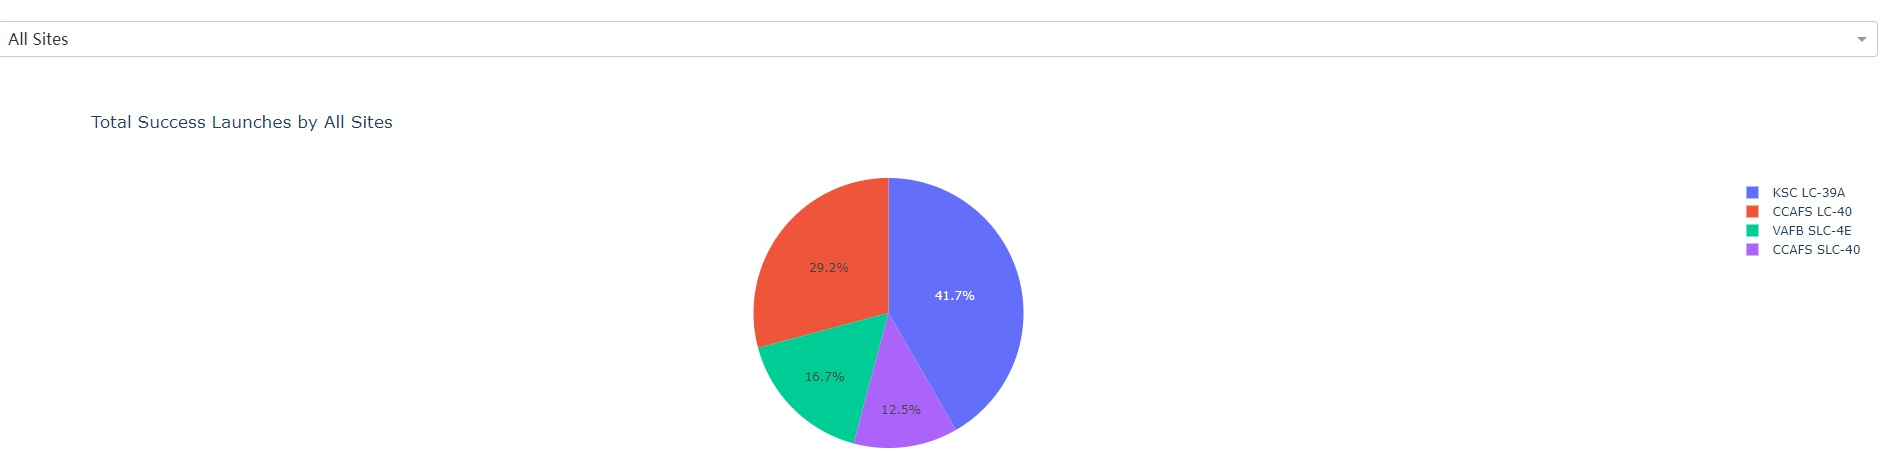 All Sites
Total Success Launches by All Sites
KSC LC-39A
CCAFS LC-40
VAFB SLC-4E
CCAFS SLC-40
29.2%
41.7%
16.7%
12.5%